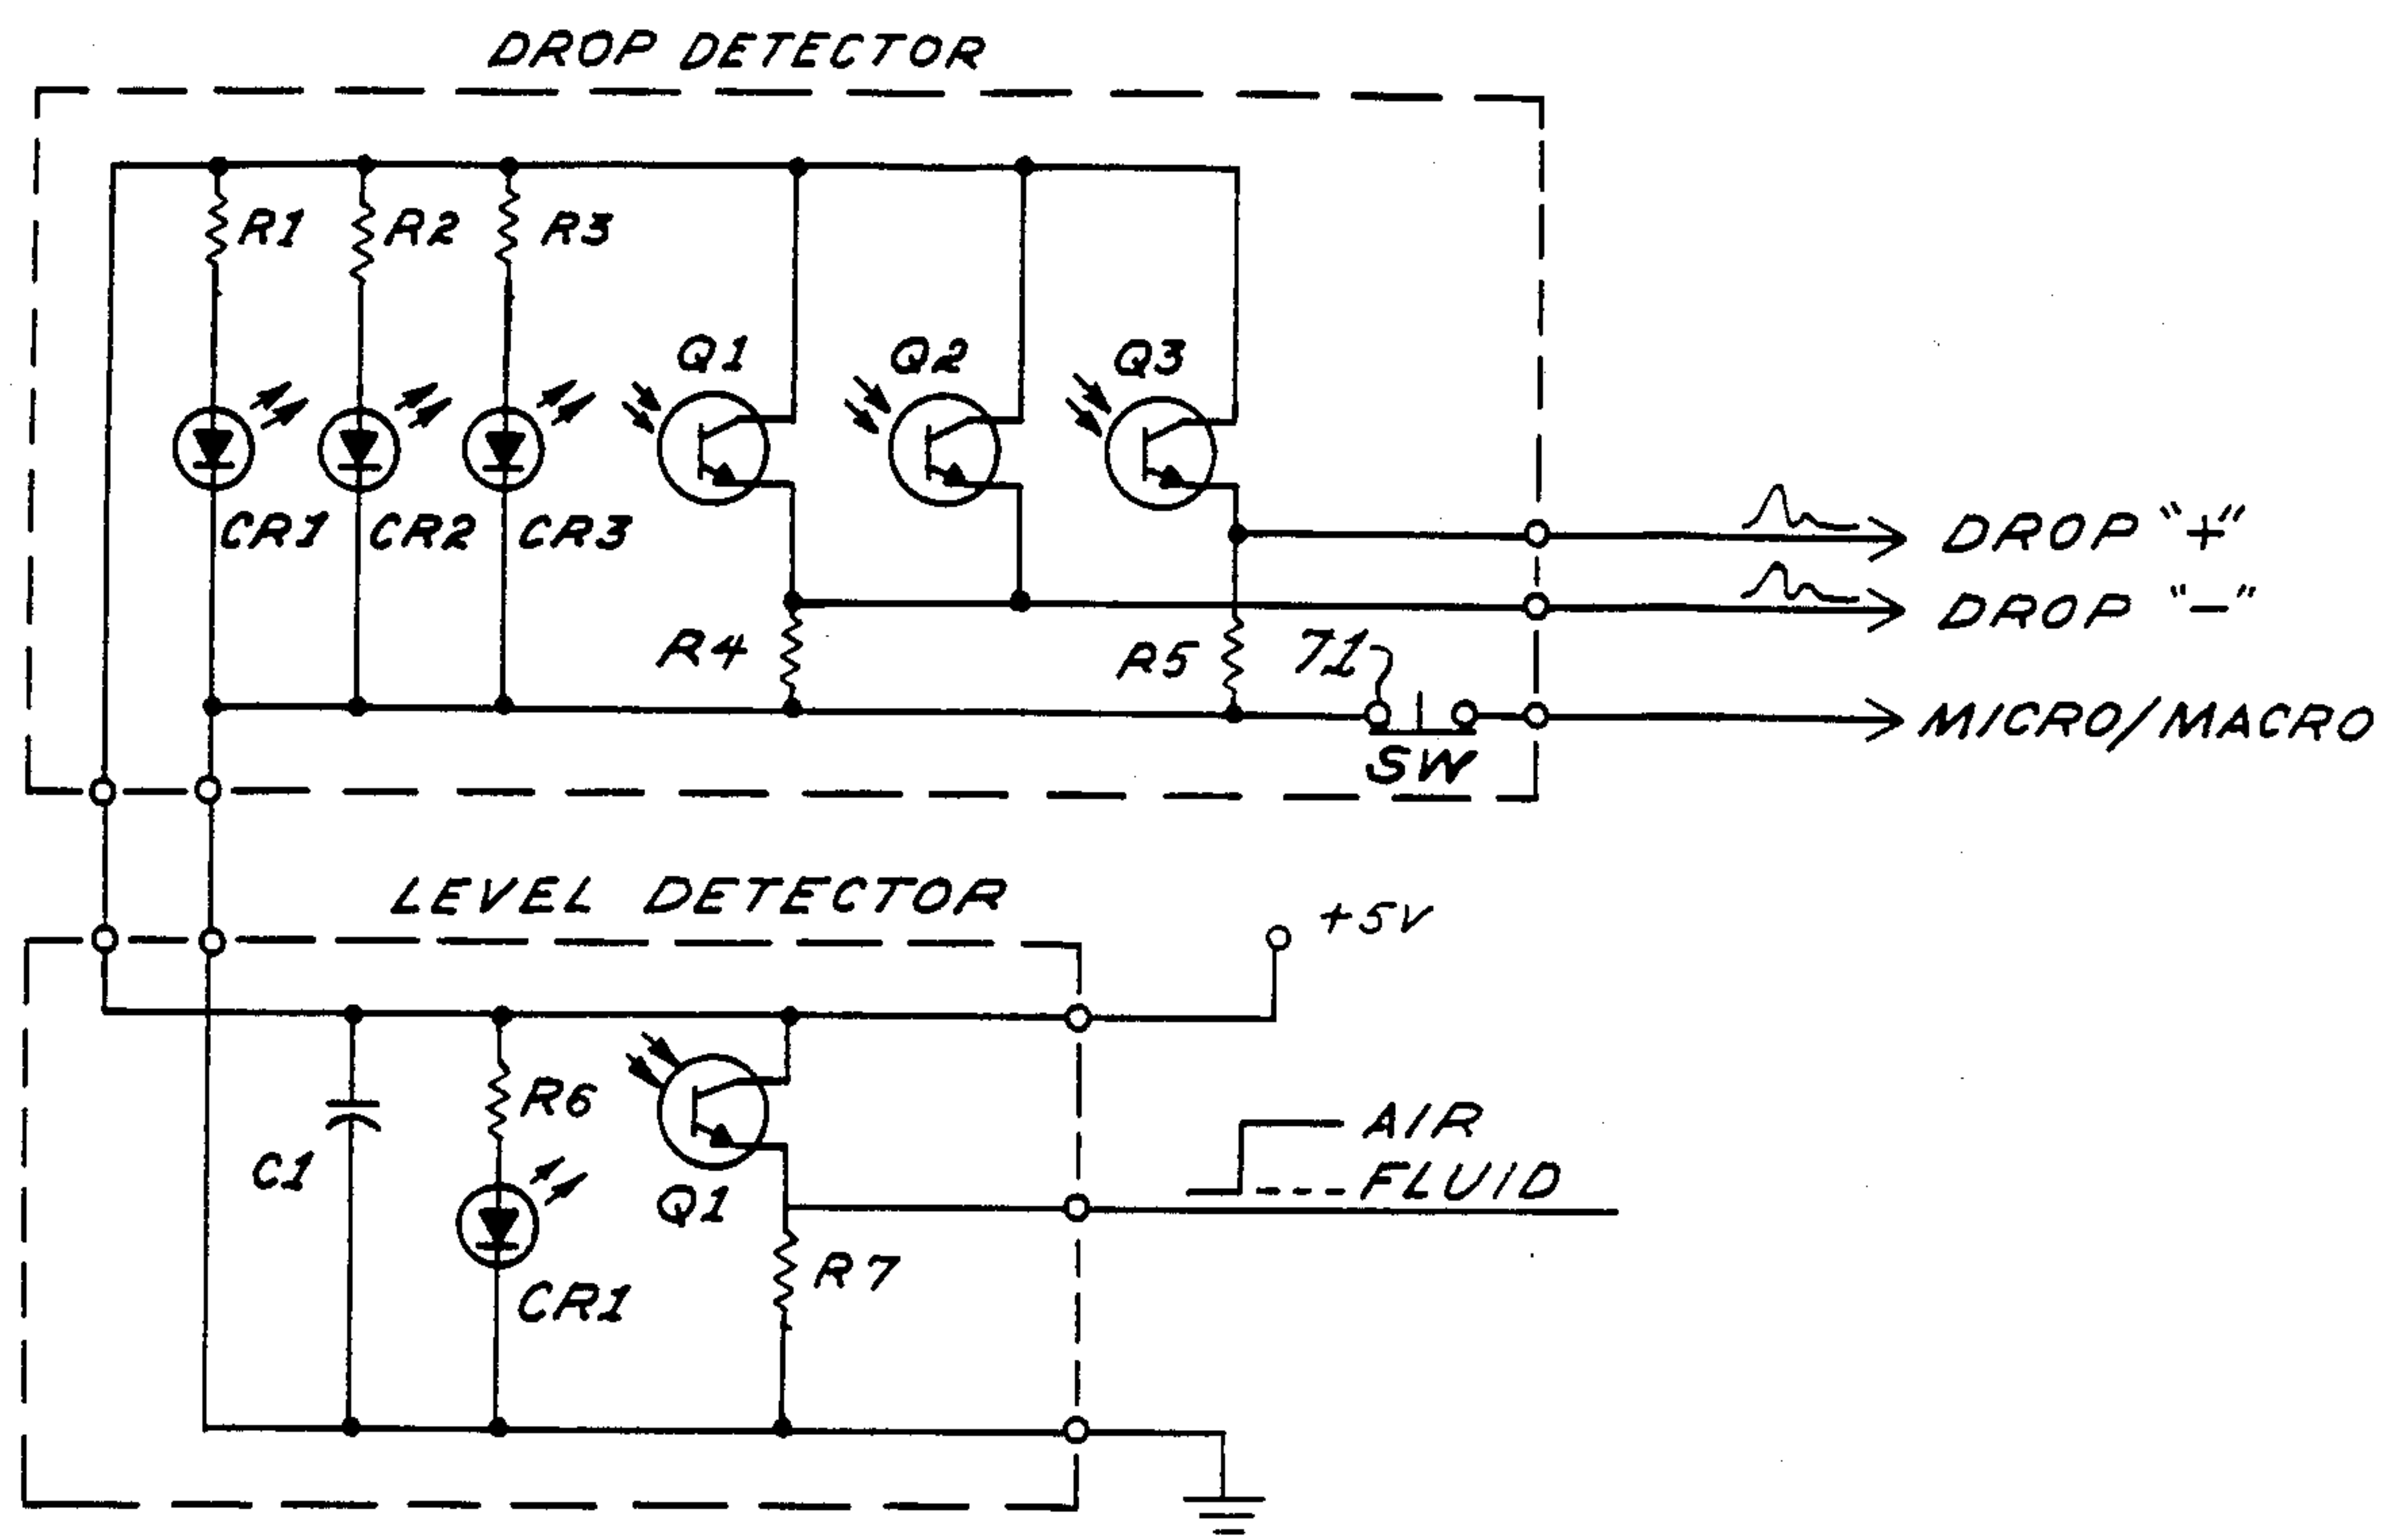 DROP DETECTOR
R1 R2 R3
Q1 Q2 Q3
CR1 CR2 CR3
DROP "+"
DROP "-"
R4 R5 71
MICRO/MACRO
SW
LEVEL DETECTOR
+5V
R6
AIR
C1 FLUID
Q1
R7
CR1